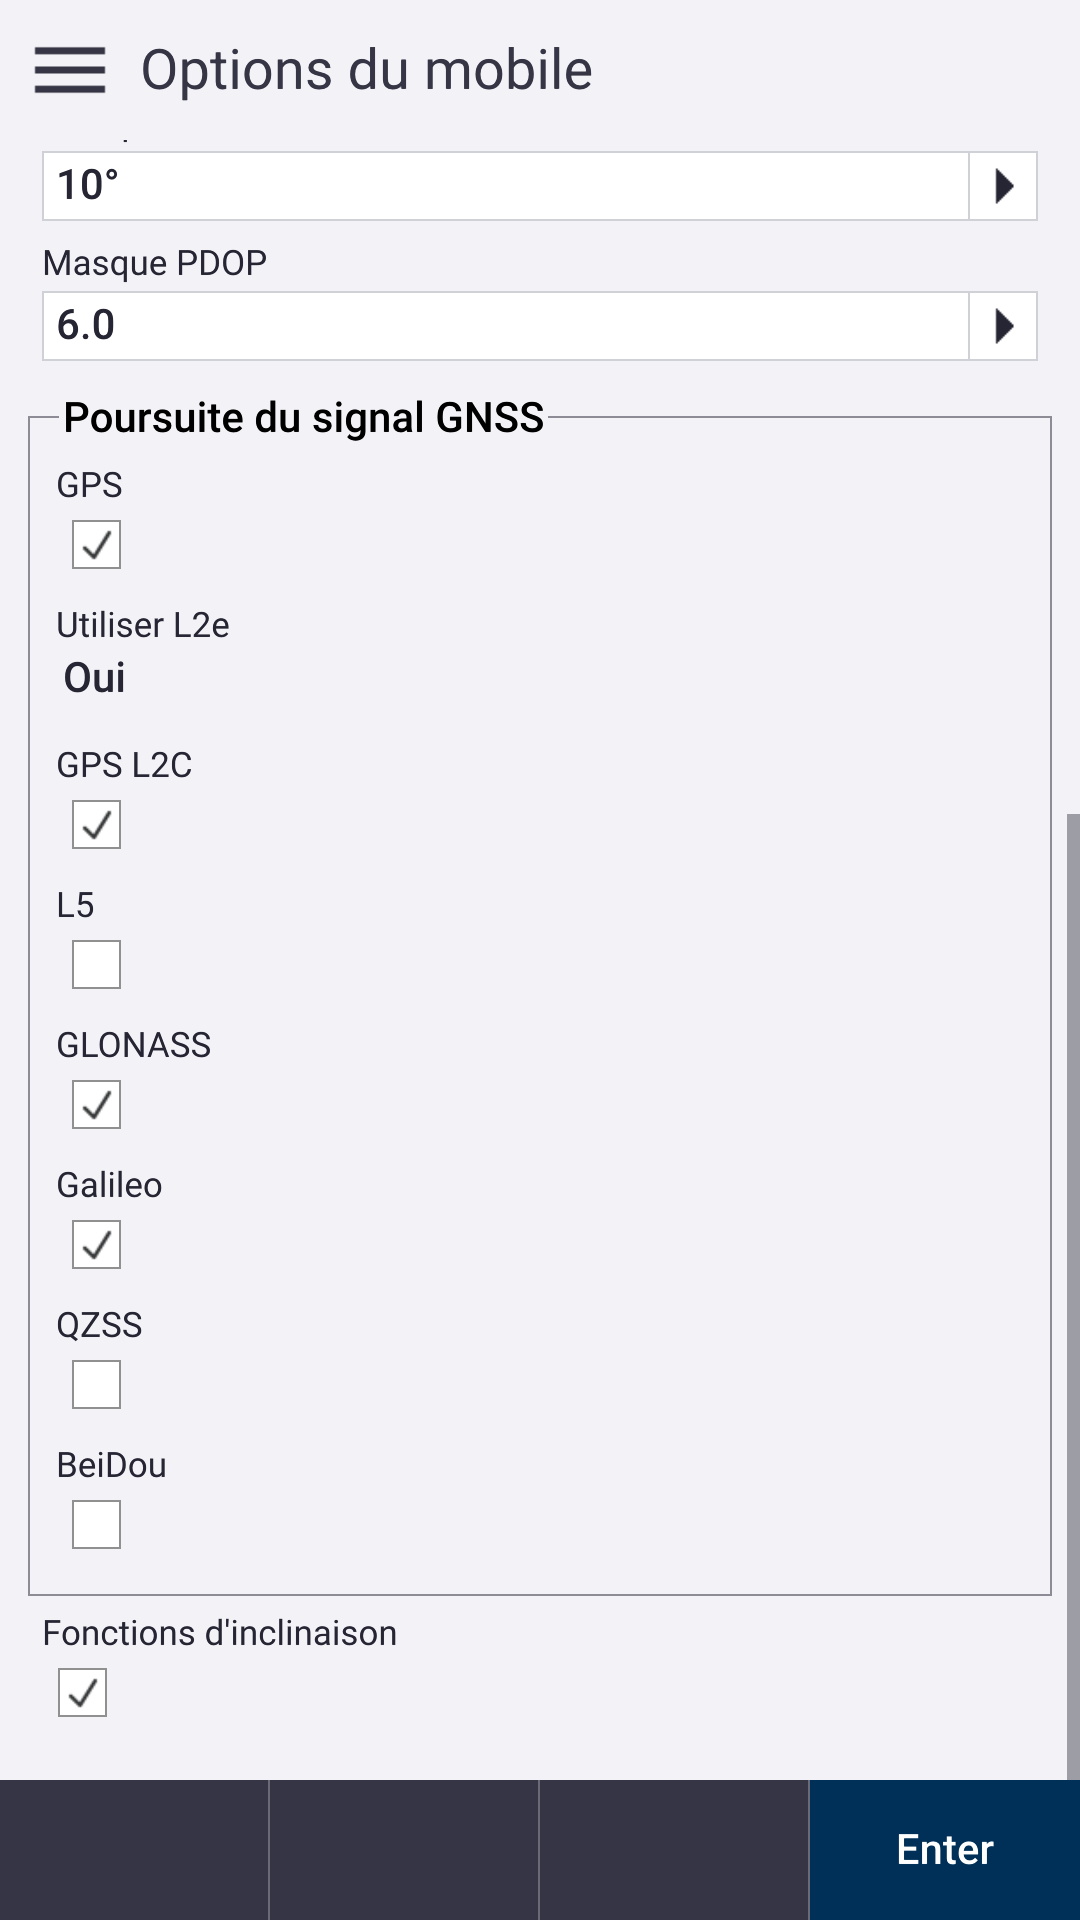 Options du mobile
10°
Masque PDOP
6.0
Poursuite du signal GNSS
GPS
Utiliser L2e
Oui
GPS L2C
L5
GLONASS
Galileo
QZSS
BeiDou
Fonctions d'inclinaison
Enter